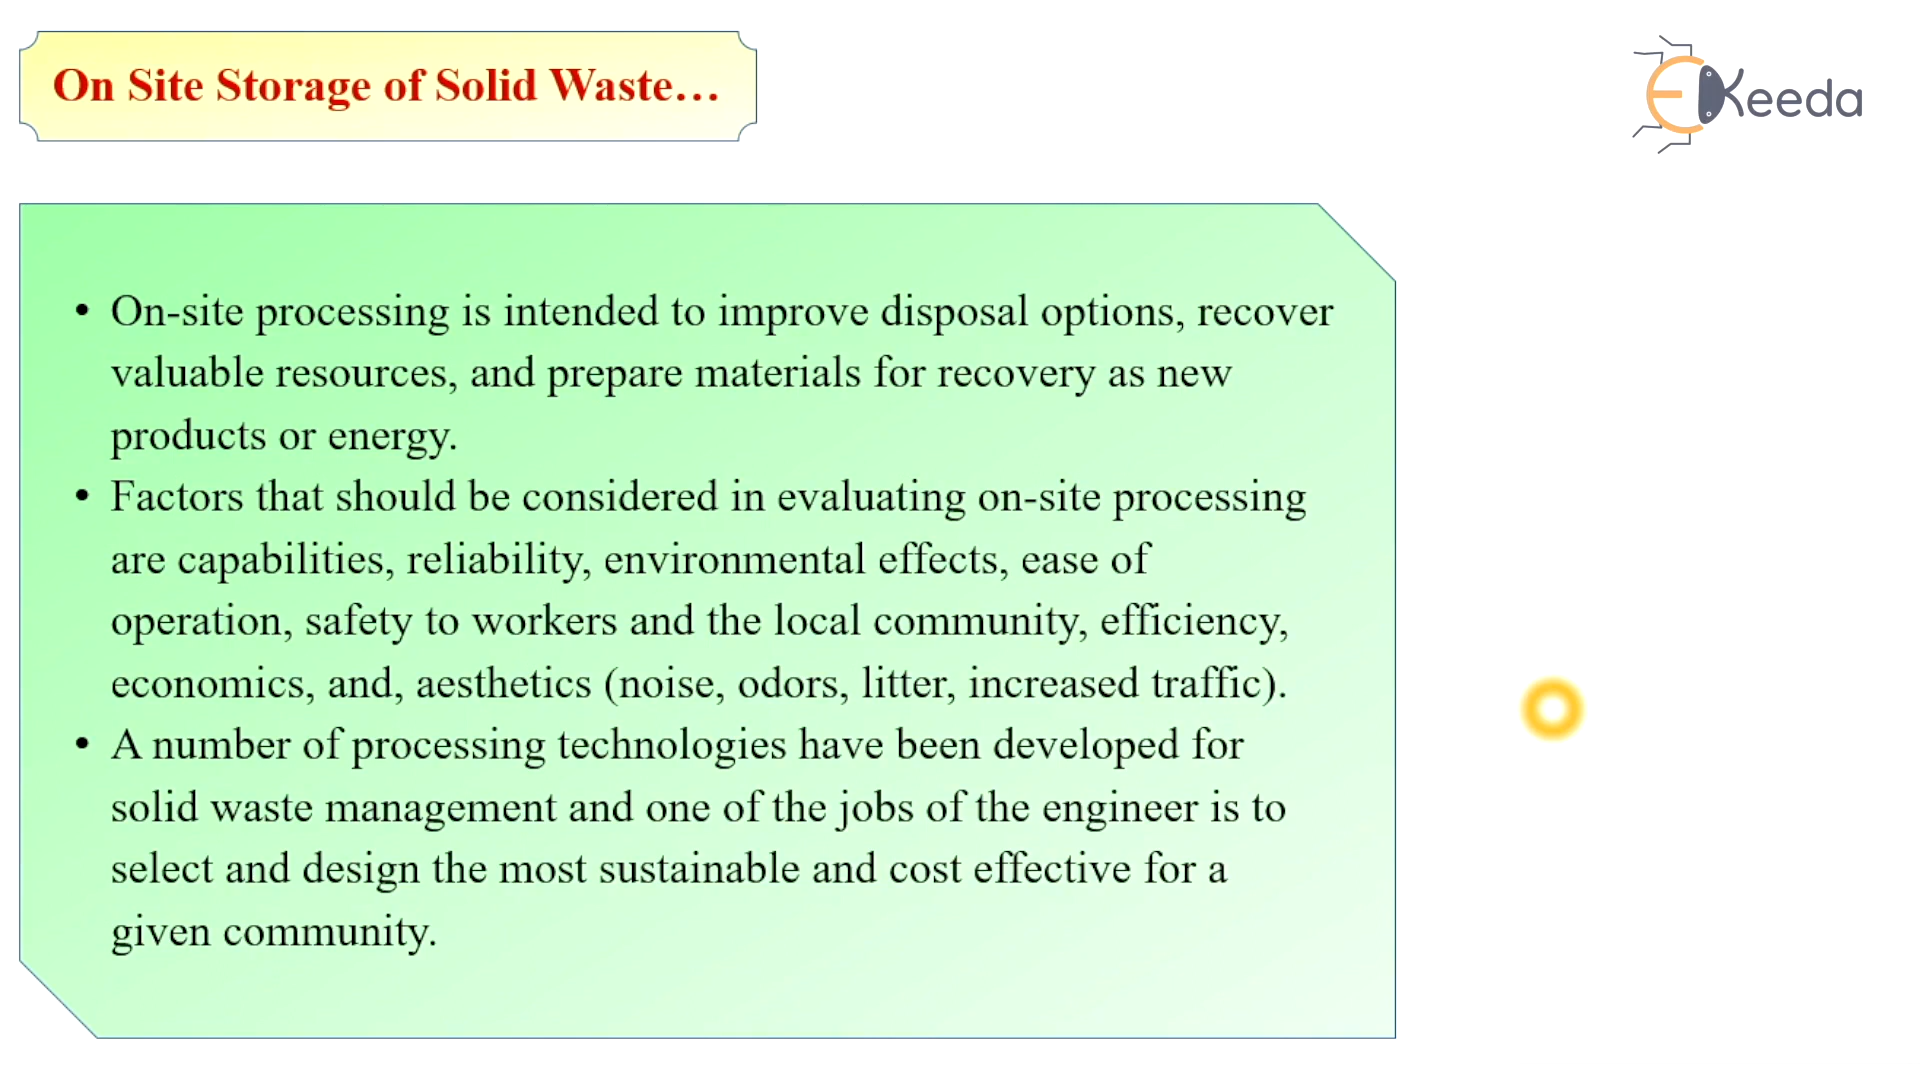 On Site Storage of Solid Waste…
EKeeda
• On-site processing is intended to improve disposal options, recover
valuable resources, and prepare materials for recovery as new
products or energy.
• Factors that should be considered in evaluating on-site processing
are capabilities, reliability, environmental effects, ease of
operation, safety to workers and the local community, efficiency,
economics, and, aesthetics (noise, odors, litter, increased traffic).
• A number of processing technologies have been developed for
solid waste management and one of the jobs of the engineer is to
select and design the most sustainable and cost effective for a
given community.